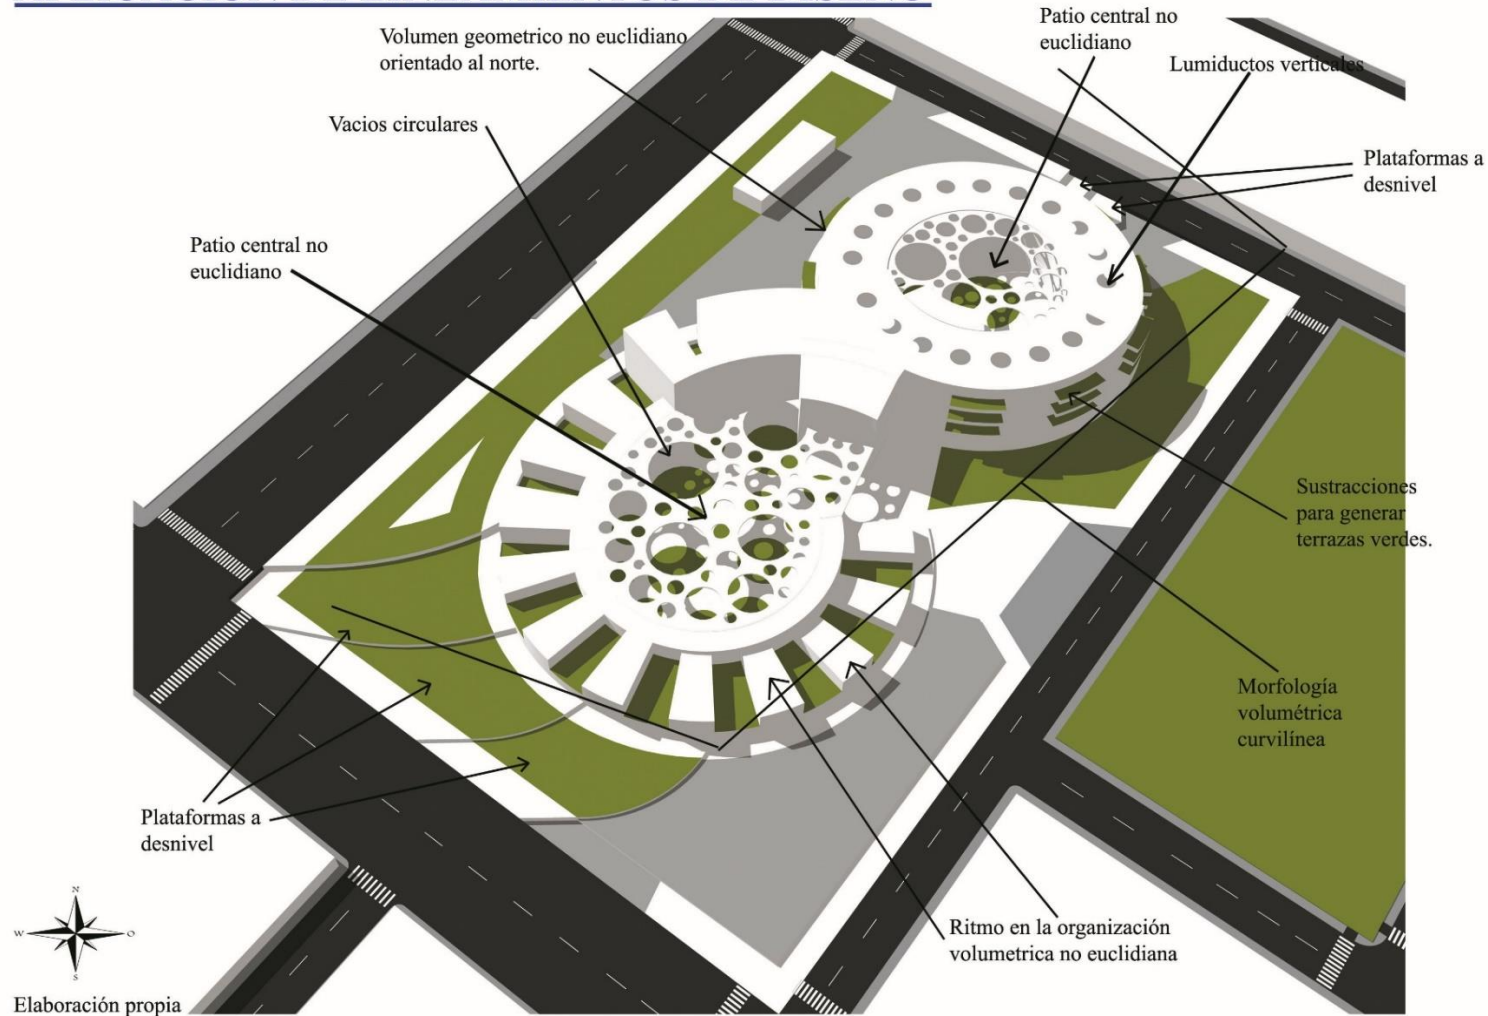 Patio central no
euclidiano
Volumen geometrico no euclidiano
orientado al norte.
Lumiductos verticales
Vacios circulares
Plataformas a
desnivel
Patio central no
euclidiano
Sustracciones
para generar
terrazas verdes.
Morfología
volumétrica
curvilínea
Plataformas a
desnivel
Ritmo en la organización
volumetrica no euclidiana
N
W
O
S
Elaboración propia